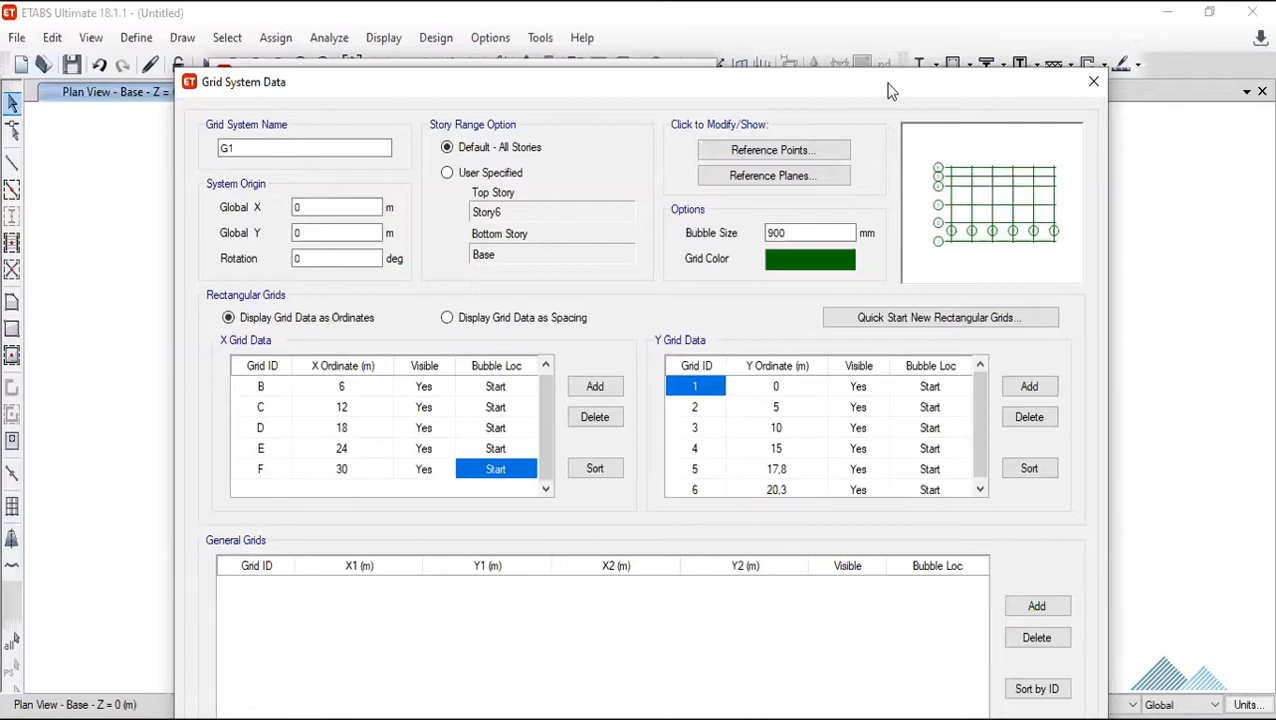 ET ETABS Ultimate 18.1.1 - (Untitled)
File Edit View Define Draw Select Assign Analyze Display Design Options Tools Help
Plan View - Base - Z =
ET Grid System Data
Grid System Name
G1
Story Range Option
Default - All Stories
User Specified
Top Story
Story6
Bottom Story
Base
Click to Modify/Show:
Reference Points...
Reference Planes...
System Origin
Global X 0 m
Global Y 0 m
Rotation 0 deg
Options
Bubble Size 900 mm
Grid Color
Rectangular Grids
Display Grid Data as Ordinates
Display Grid Data as Spacing
Quick Start New Rectangular Grids...
X Grid Data
Grid ID X Ordinate (m) Visible Bubble Loc
B 6 Yes Start
C 12 Yes Start
D 18 Yes Start
E 24 Yes Start
F 30 Yes Start
Add
Delete
Sort
Y Grid Data
Grid ID Y Ordinate (m) Visible Bubble Loc
1 0 Yes Start
2 5 Yes Start
3 10 Yes Start
4 15 Yes Start
5 17,8 Yes Start
6 20,3 Yes Start
Add
Delete
Sort
General Grids
Grid ID X1 (m) Y1 (m) X2 (m) Y2 (m) Visible Bubble Loc
Add
Delete
Sort by ID
all
PS
Plan View - Base - Z = 0 (m)
Global
Units...